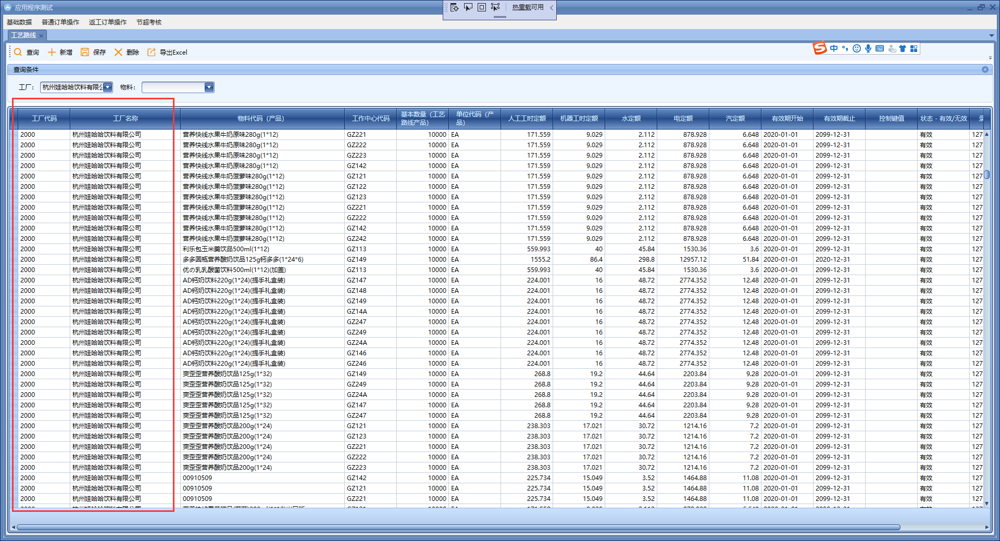 应用程序测试
热重载可用
基础数据 普通订单操作 返工订单操作 节超考核
工艺路线
查询 新增 保存 删除 导出Excel
中
查询条件
工厂: 杭州娃哈哈饮料有限公 物料:
工厂代码 工厂名称 物料代码（产品） 工作中心代码 基本数量（工艺路线产品） 单位代码（产品） 人工工时定额 机器工时定额 水定额 电定额 汽定额 有效期开始 有效期截止 控制键值 状态 - 有效/无效
2000 杭州娃哈哈饮料有限公司 营养快线水果牛奶原味280g(1*12) GZ221 10000 EA 171.559 9.029 2.112 878.928 6.648 2020-01-01 2099-12-31 有效 127
2000 杭州娃哈哈饮料有限公司 营养快线水果牛奶原味280g(1*12) GZ222 10000 EA 171.559 9.029 2.112 878.928 6.648 2020-01-01 2099-12-31 有效 127
2000 杭州娃哈哈饮料有限公司 营养快线水果牛奶原味280g(1*12) GZ223 10000 EA 171.559 9.029 2.112 878.928 6.648 2020-01-01 2099-12-31 有效 127
2000 杭州娃哈哈饮料有限公司 营养快线水果牛奶原味280g(1*12) GZ142 10000 EA 171.559 9.029 2.112 878.928 6.648 2020-01-01 2099-12-31 有效 127
2000 杭州娃哈哈饮料有限公司 营养快线水果牛奶菠萝味280g(1*12) GZ121 10000 EA 171.559 9.029 2.112 878.928 6.648 2020-01-01 2099-12-31 有效 127
2000 杭州娃哈哈饮料有限公司 营养快线水果牛奶菠萝味280g(1*12) GZ122 10000 EA 171.559 9.029 2.112 878.928 6.648 2020-01-01 2099-12-31 有效 127
2000 杭州娃哈哈饮料有限公司 营养快线水果牛奶菠萝味280g(1*12) GZ123 10000 EA 171.559 9.029 2.112 878.928 6.648 2020-01-01 2099-12-31 有效 127
2000 杭州娃哈哈饮料有限公司 营养快线水果牛奶菠萝味280g(1*12) GZ221 10000 EA 171.559 9.029 2.112 878.928 6.648 2020-01-01 2099-12-31 有效 127
2000 杭州娃哈哈饮料有限公司 营养快线水果牛奶菠萝味280g(1*12) GZ222 10000 EA 171.559 9.029 2.112 878.928 6.648 2020-01-01 2099-12-31 有效 127
2000 杭州娃哈哈饮料有限公司 营养快线水果牛奶菠萝味280g(1*12) GZ142 10000 EA 171.559 9.029 2.112 878.928 6.648 2020-01-01 2099-12-31 有效 127
2000 杭州娃哈哈饮料有限公司 营养快线水果牛奶菠萝味280g(1*12) GZ242 10000 EA 171.559 9.029 2.112 878.928 6.648 2020-01-01 2099-12-31 有效 127
2000 杭州娃哈哈饮料有限公司 利乐包玉米羹饮品500ml(1*12) GZ113 10000 EA 559.993 40 45.84 1530.36 3.6 2020-01-01 2099-12-31 有效 127
2000 杭州娃哈哈饮料有限公司 多多圆瓶营养酸奶饮品125g钙多多(1*24*6) GZ149 10000 EA 1555.2 86.4 298.8 12957.12 51.84 2020-01-01 2020-12-31 有效 127
2000 杭州娃哈哈饮料有限公司 优の乳乳酸菌饮料500ml(1*12)(加盖) GZ113 10000 EA 559.993 40 45.84 1530.36 3.6 2020-01-01 2099-12-31 有效 127
2000 杭州娃哈哈饮料有限公司 AD钙奶饮料220g(1*24)(提手礼盒装) GZ147 10000 EA 224.001 16 48.72 2774.352 12.48 2020-01-01 2099-12-31 有效 127
2000 杭州娃哈哈饮料有限公司 AD钙奶饮料220g(1*24)(提手礼盒装) GZ148 10000 EA 224.001 16 48.72 2774.352 12.48 2020-01-01 2099-12-31 有效 127
2000 杭州娃哈哈饮料有限公司 AD钙奶饮料220g(1*24)(提手礼盒装) GZ149 10000 EA 224.001 16 48.72 2774.352 12.48 2020-01-01 2099-12-31 有效 127
2000 杭州娃哈哈饮料有限公司 AD钙奶饮料220g(1*24)(提手礼盒装) GZ14A 10000 EA 224.001 16 48.72 2774.352 12.48 2020-01-01 2099-12-31 有效 127
2000 杭州娃哈哈饮料有限公司 AD钙奶饮料220g(1*24)(提手礼盒装) GZ247 10000 EA 224.001 16 48.72 2774.352 12.48 2020-01-01 2099-12-31 有效 127
2000 杭州娃哈哈饮料有限公司 AD钙奶饮料220g(1*24)(提手礼盒装) GZ249 10000 EA 224.001 16 48.72 2774.352 12.48 2020-01-01 2099-12-31 有效 127
2000 杭州娃哈哈饮料有限公司 AD钙奶饮料220g(1*24)(提手礼盒装) GZ24A 10000 EA 224.001 16 48.72 2774.352 12.48 2020-01-01 2099-12-31 有效 127
2000 杭州娃哈哈饮料有限公司 AD钙奶饮料220g(1*24)(提手礼盒装) GZ146 10000 EA 224.001 16 48.72 2774.352 12.48 2020-01-01 2099-12-31 有效 127
2000 杭州娃哈哈饮料有限公司 AD钙奶饮料220g(1*24)(提手礼盒装) GZ246 10000 EA 224.001 16 48.72 2774.352 12.48 2020-01-01 2099-12-31 有效 127
2000 杭州娃哈哈饮料有限公司 爽歪歪营养酸奶饮品125g(1*32) GZ149 10000 EA 268.8 19.2 44.64 2203.84 9.28 2020-01-01 2099-12-31 有效 127
2000 杭州娃哈哈饮料有限公司 爽歪歪营养酸奶饮品125g(1*32) GZ249 10000 EA 268.8 19.2 44.64 2203.84 9.28 2020-01-01 2099-12-31 有效 127
2000 杭州娃哈哈饮料有限公司 爽歪歪营养酸奶饮品125g(1*32) GZ24A 10000 EA 268.8 19.2 44.64 2203.84 9.28 2020-01-01 2099-12-31 有效 127
2000 杭州娃哈哈饮料有限公司 爽歪歪营养酸奶饮品125g(1*32) GZ147 10000 EA 268.8 19.2 44.64 2203.84 9.28 2020-01-01 2099-12-31 有效 127
2000 杭州娃哈哈饮料有限公司 爽歪歪营养酸奶饮品125g(1*32) GZ247 10000 EA 268.8 19.2 44.64 2203.84 9.28 2020-01-01 2099-12-31 有效 127
2000 杭州娃哈哈饮料有限公司 爽歪歪营养酸奶饮品200g(1*24) GZ121 10000 EA 238.303 17.021 30.72 1214.16 7.2 2020-01-01 2099-12-31 有效 127
2000 杭州娃哈哈饮料有限公司 爽歪歪营养酸奶饮品200g(1*24) GZ123 10000 EA 238.303 17.021 30.72 1214.16 7.2 2020-01-01 2099-12-31 有效 127
2000 杭州娃哈哈饮料有限公司 爽歪歪营养酸奶饮品200g(1*24) GZ221 10000 EA 238.303 17.021 30.72 1214.16 7.2 2020-01-01 2099-12-31 有效 127
2000 杭州娃哈哈饮料有限公司 爽歪歪营养酸奶饮品200g(1*24) GZ222 10000 EA 238.303 17.021 30.72 1214.16 7.2 2020-01-01 2099-12-31 有效 127
2000 杭州娃哈哈饮料有限公司 爽歪歪营养酸奶饮品200g(1*24) GZ223 10000 EA 238.303 17.021 30.72 1214.16 7.2 2020-01-01 2099-12-31 有效 127
2000 杭州娃哈哈饮料有限公司 00910509 GZ142 10000 EA 225.734 15.049 3.52 1464.88 11.08 2020-01-01 2099-12-31 有效 127
2000 杭州娃哈哈饮料有限公司 00910509 GZ121 10000 EA 225.734 15.049 3.52 1464.88 11.08 2020-01-01 2099-12-31 有效 127
2000 杭州娃哈哈饮料有限公司 00910509 GZ221 10000 EA 225.734 15.049 3.52 1464.88 11.08 2020-01-01 2099-12-31 有效 127